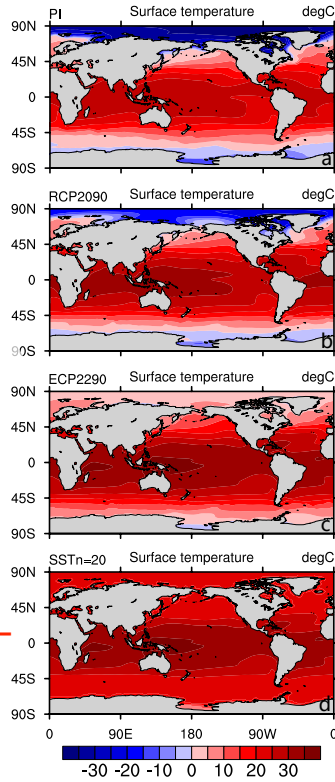 PI Surface temperature degC
90N
45N
0
45S
90S
a
RCP2090 Surface temperature degC
90N
45N
0
45S
90S
b
ECP2290 Surface temperature degC
90N
45N
0
45S
90S
c
SSTn=20 Surface temperature degC
90N
45N
0
45S
90S
d
0 90E 180 90W 0
-30 -20 -10 0 10 20 30